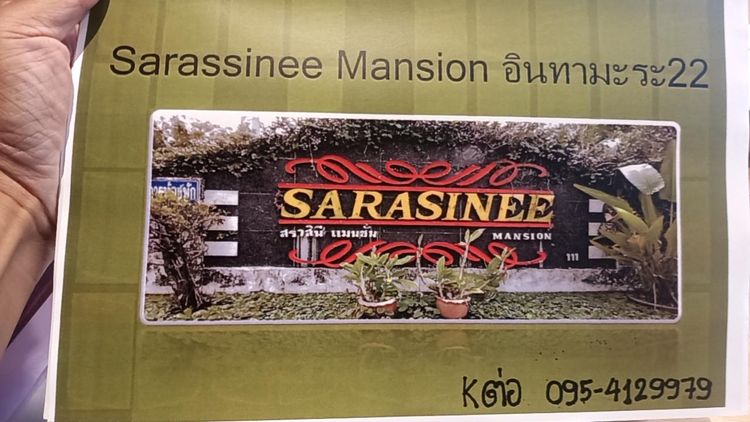 Sarassinee Mansion อินทามะระ22
SARASINEE
สราสินี แมนชั่น MANSION
111
Kต่อ 095-4129979